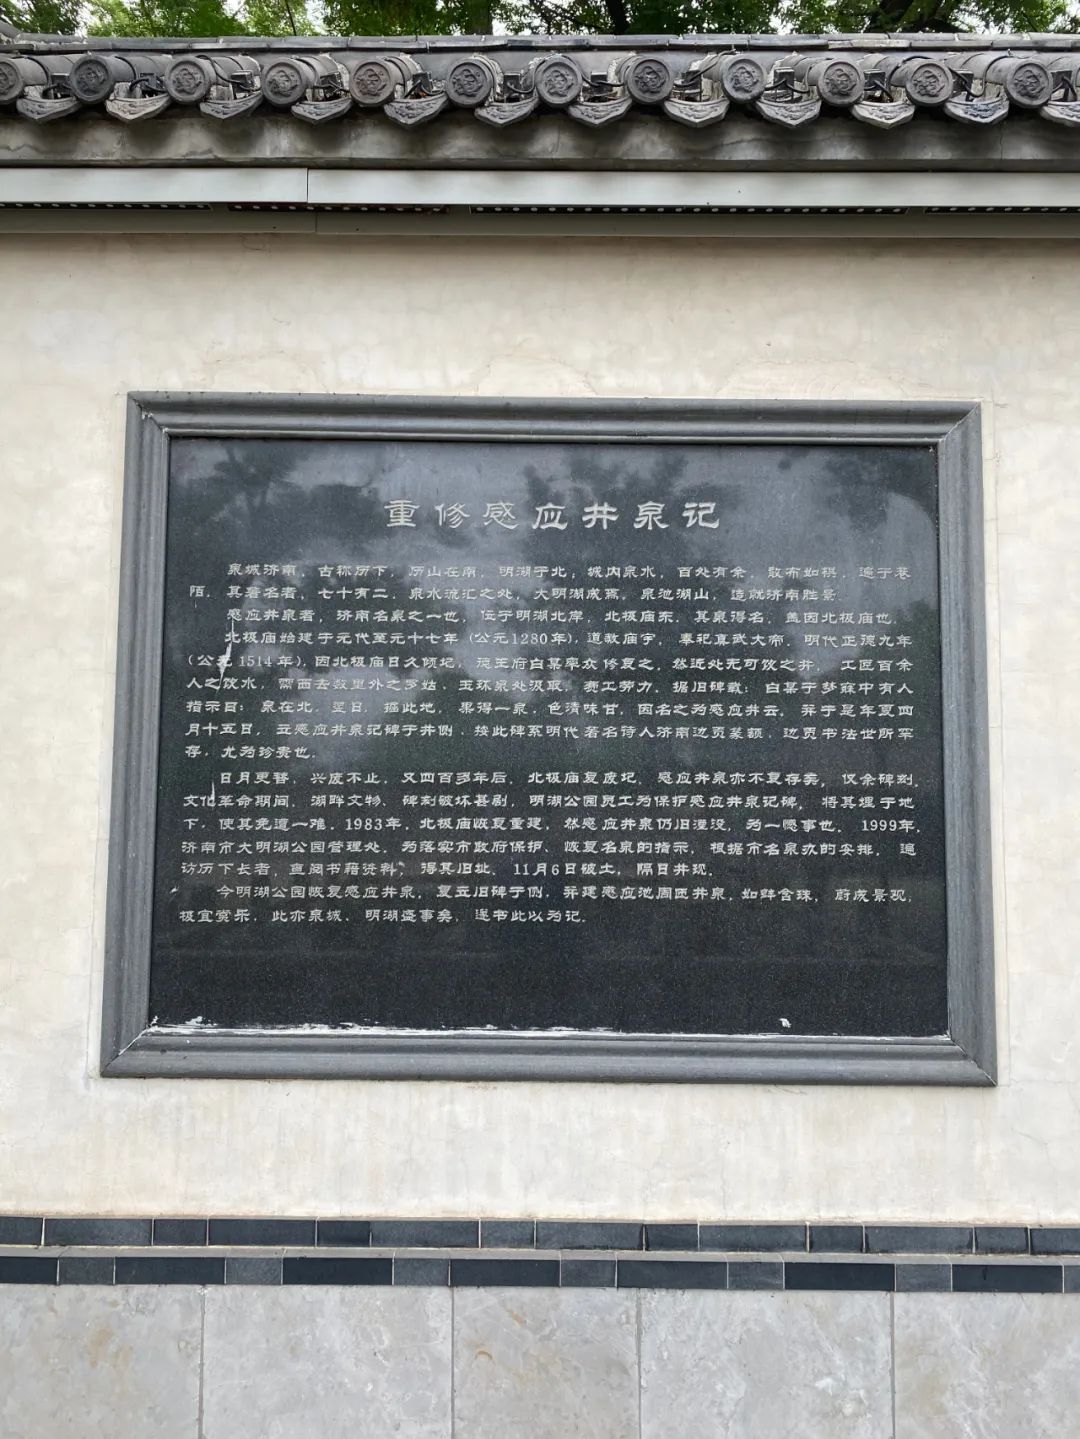 重修感应井泉记
泉城济南，古称历下，历山在南，明湖于北；城内泉水，百处有余，散布如棋，遍于巷
陌，其著名者，七十有二，泉水流汇之处，大明湖成焉。泉池湖山，造就济南胜景。
感应井泉者，济南名泉之一也，位于明湖北岸，北极庙东，其泉得名，盖因北极庙也。
北极庙始建于元代至元十七年（公元1280年），道教庙宇，奉祀真武大帝，明代正德九年
（公元1514年），因北极庙日久倾圮，德王府白某率众修复之，然近处无可饮之井，工匠百余
人之饮水，需西去数里外之罗姑、玉环泉处汲取，费工劳力。据旧碑载：白某于梦寐中有人
指示曰：泉在北，翌日，掘此地，果得一泉，色清味甘，因名之为感应井云。并于是年夏四
月十五日，立感应井泉记碑于井侧，按此碑系明代著名诗人济南边贡篆额，边贡书法世所罕
存，尤为珍贵也。
日月更替，兴废不止，又四百多年后，北极庙复废圮，感应井泉亦不复存矣，仅余碑刻。
文化革命期间，湖畔文物、碑刻破坏甚剧，明湖公园员工为保护感应井泉记碑，将其埋于地
下，使其免遭一难。1983年，北极庙恢复重建，然感应井泉仍旧湮没，为一憾事也。1999年，
济南市大明湖公园管理处，为落实市政府保护、恢复名泉的指示，根据市名泉办的安排，遍
访历下长者，查阅书籍资料，得其旧址，11月6日破土，隔日井现。
今明湖公园恢复感应井泉，复立旧碑于侧，并建感应池周匝井泉，如蚌含珠，蔚成景观，
极宜赏乐，此亦泉城、明湖盛事矣，遂书此以为记。